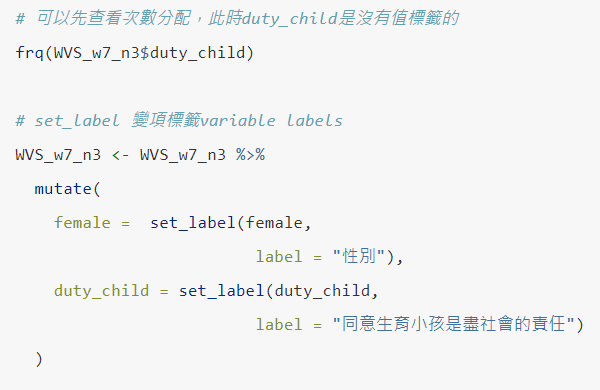 # 可以先查看次數分配，此時duty_child是沒有值標籤的
frq(WVS_w7_n3$duty_child)
# set_label 變項標籤variable labels
WVS_w7_n3 <- WVS_w7_n3 %>%
mutate(
female = set_label(female,
label = "性別"),
duty_child = set_label(duty_child,
label = "同意生育小孩是盡社會的責任")
)